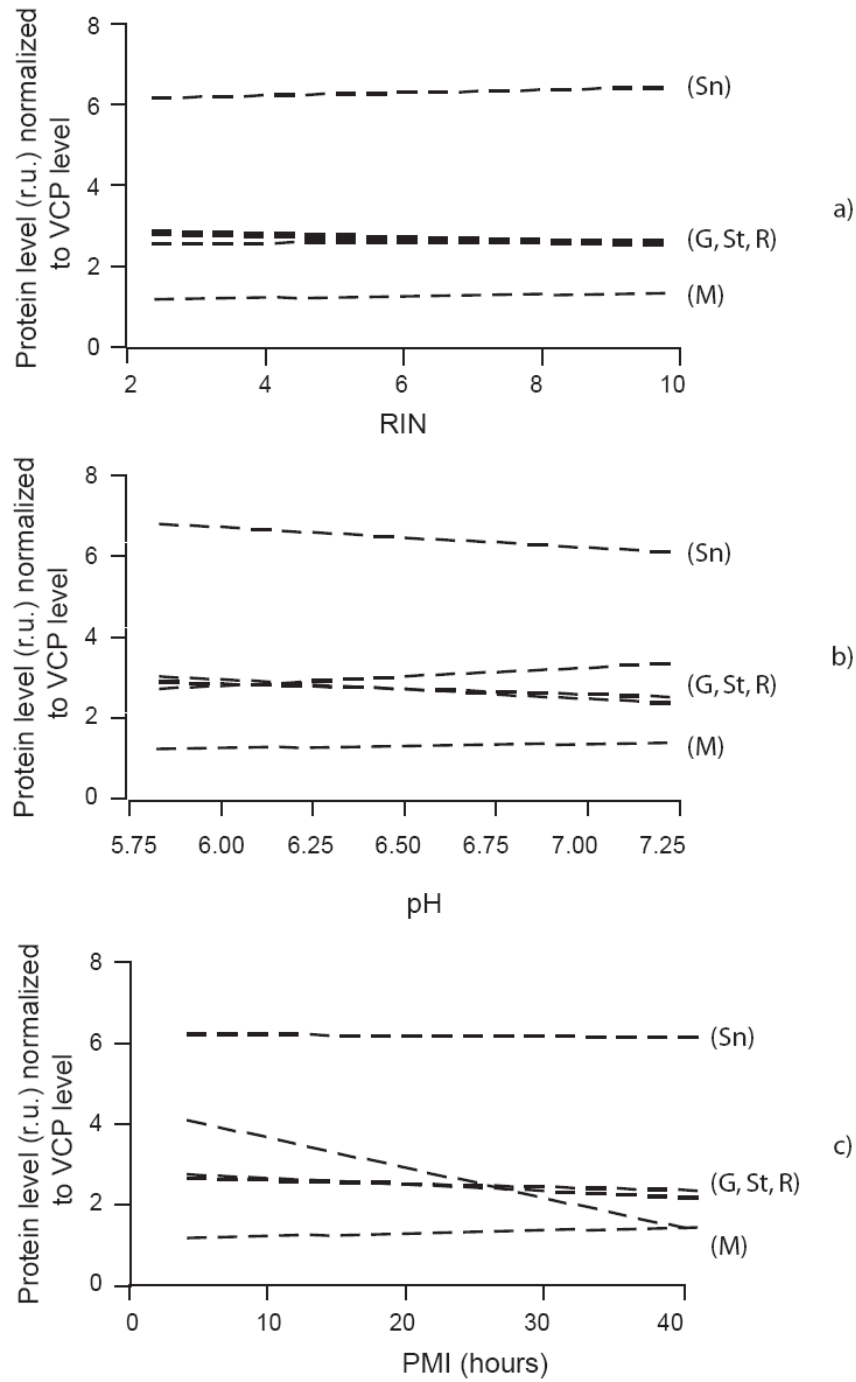 Protein level (r.u.) normalized
to VCP level
8
6
4
2
0
(Sn)
(G, St, R)
(M)
a)
2 4 6 8 10
RIN
Protein level (r.u.) normalized
to VCP level
8
6
4
2
0
(Sn)
(G, St, R)
(M)
b)
5.75 6.00 6.25 6.50 6.75 7.00 7.25
pH
Protein level (r.u.) normalized
to VCP level
8
6
4
2
0
(Sn)
(G, St, R)
(M)
c)
0 10 20 30 40
PMI (hours)